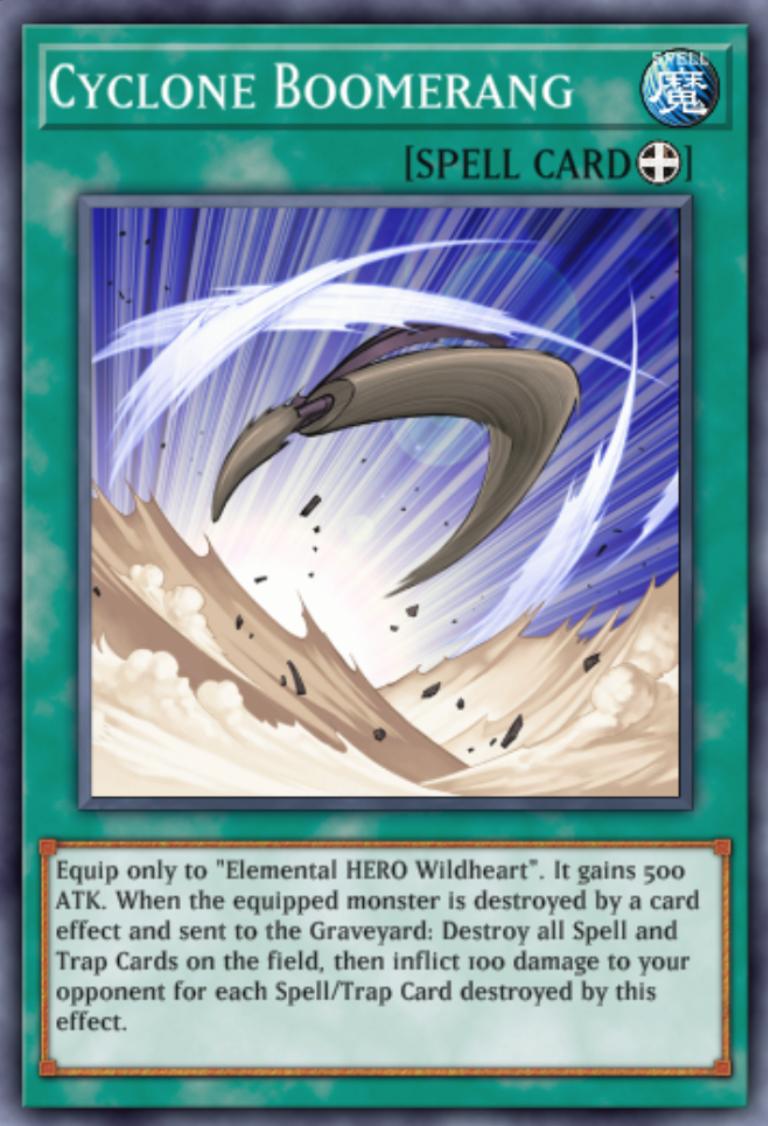 Cyclone Boomerang
SPELL
魔
[SPELL CARD]
Equip only to "Elemental HERO Wildheart". It gains 500
ATK. When the equipped monster is destroyed by a card
effect and sent to the Graveyard: Destroy all Spell and
Trap Cards on the field, then inflict 100 damage to your
opponent for each Spell/Trap Card destroyed by this
effect.